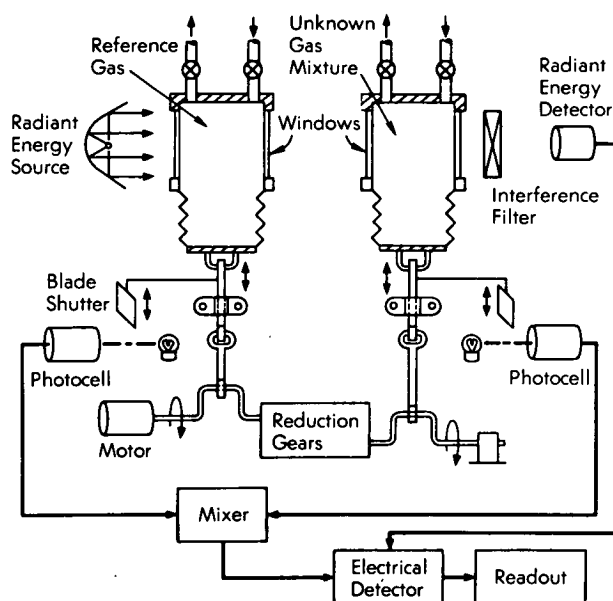 Reference
Gas
Unknown
Gas
Mixture
Radiant
Energy
Detector
Radiant
Energy
Source
Windows
Interference
Filter
Blade
Shutter
Photocell
Photocell
Motor
Reduction
Gears
Mixer
Electrical
Detector
Readout